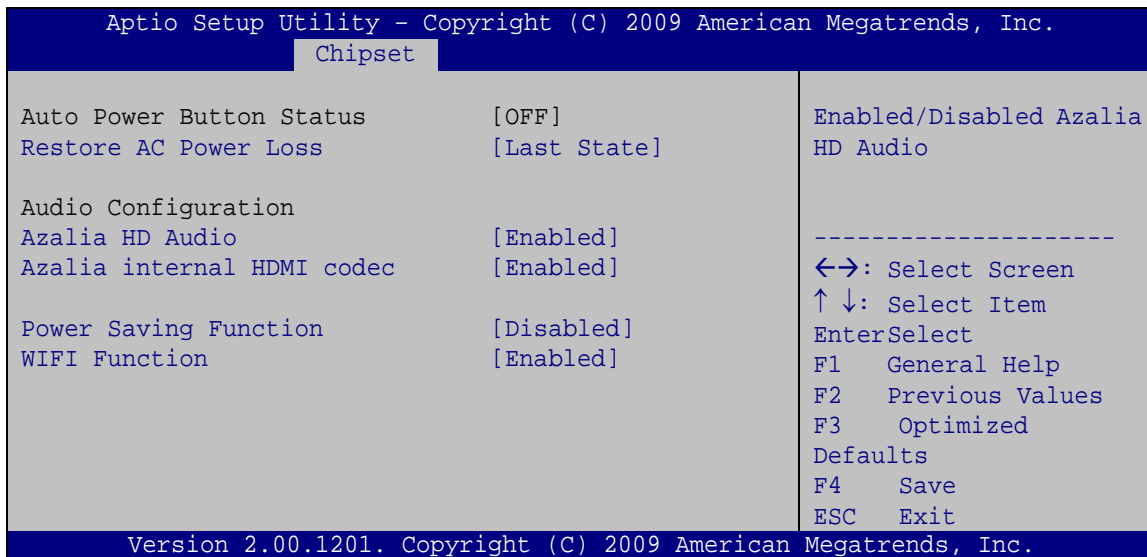 Aptio Setup Utility – Copyright (C) 2009 American Megatrends, Inc.
Chipset
Auto Power Button Status [OFF]
Restore AC Power Loss [Last State]
Audio Configuration
Azalia HD Audio [Enabled]
Azalia internal HDMI codec [Enabled]
Power Saving Function [Disabled]
WIFI Function [Enabled]
Enabled/Disabled Azalia
HD Audio
---------------------
←→: Select Screen
↑ ↓: Select Item
EnterSelect
F1 General Help
F2 Previous Values
F3 Optimized
Defaults
F4 Save
ESC Exit
Version 2.00.1201. Copyright (C) 2009 American Megatrends, Inc.